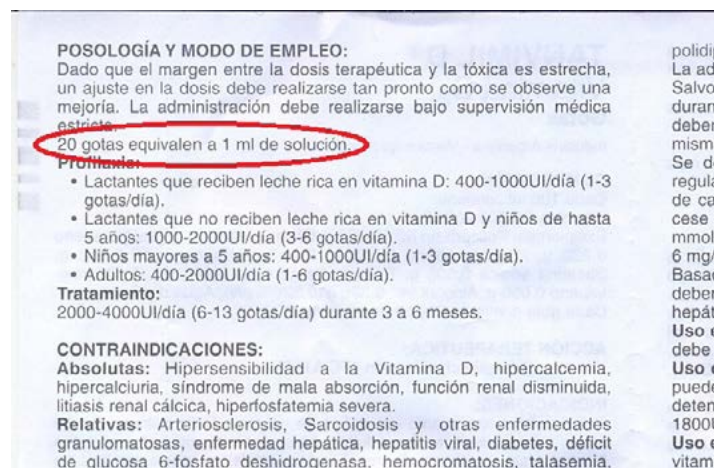 POSOLOGÍA Y MODO DE EMPLEO:
Dado que el margen entre la dosis terapéutica y la tóxica es estrecha,
un ajuste en la dosis debe realizarse tan pronto como se observe una
mejoría. La administración debe realizarse bajo supervisión médica
estricta.
20 gotas equivalen a 1 ml de solución.
Profilaxis:
• Lactantes que reciben leche rica en vitamina D: 400-1000UI/día (1-3
gotas/día).
• Lactantes que no reciben leche rica en vitamina D y niños de hasta
5 años: 1000-2000UI/día (3-6 gotas/día).
• Niños mayores a 5 años: 400-1000UI/día (1-3 gotas/día).
• Adultos: 400-2000UI/día (1-6 gotas/día).
Tratamiento:
2000-4000UI/día (6-13 gotas/día) durante 3 a 6 meses.
CONTRAINDICACIONES:
Absolutas: Hipersensibilidad a la Vitamina D, hipercalcemia,
hipercalciuria, síndrome de mala absorción, función renal disminuida,
litiasis renal cálcica, hiperfosfatemia severa.
Relativas: Arteriosclerosis, Sarcoidosis y otras enfermedades
granulomatosas, enfermedad hepática, hepatitis viral, diabetes, déficit
de glucosa 6-fosfato deshidrogenasa, hemocromatosis, talasemia,
polidi
La ad
Salvo
duran
deber
mism
Se d
regula
de ca
cese
mmol
6 mg/
Basad
deber
hepát
Uso e
debe
Uso e
puede
deten
1800U
Uso e
vitam